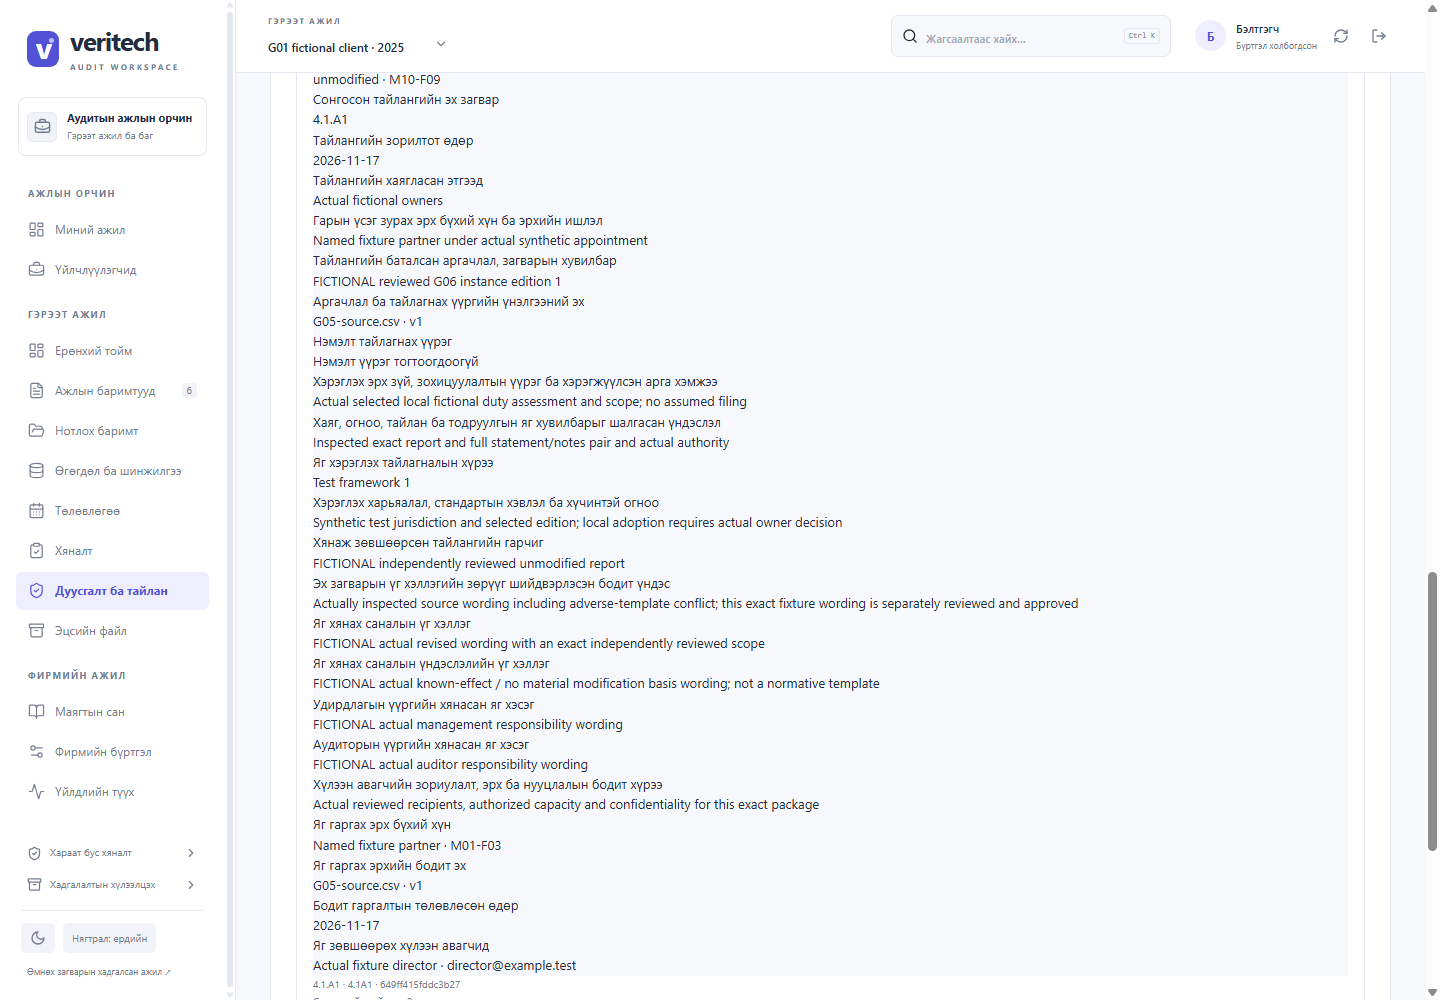 veritech
AUDIT WORKSPACE
Аудитын ажлын орчин
Гэрээт ажил ба баг
АЖЛЫН ОРЧИН
Миний ажил
Үйлчлүүлэгчид
ГЭРЭЭТ АЖИЛ
Ерөнхий тойм
Ажлын баримтууд
6
Нотлох баримт
Өгөгдөл ба шинжилгээ
Төлөвлөгөө
Хяналт
Дуусгалт ба тайлан
Эцсийн файл
ФИРМИЙН АЖИЛ
Маягтын сан
Фирмийн бүртгэл
Үйлдлийн түүх
Хараат бус хяналт
Хадгалалтын хүлээлцэх
Нягтрал: ердийн
Өмнөх загварын хадгалсан ажил ↗
ГЭРЭЭТ АЖИЛ
G01 fictional client · 2025
Жагсаалтаас хайх...
Ctrl K
Б
Бэлтгэгч
Бүртгэл холбогдсон
unmodified · M10-F09
Сонгосон тайлангийн эх загвар
4.1.A1
Тайлангийн зорилтот өдөр
2026-11-17
Тайлангийн хаягласан этгээд
Actual fictional owners
Гарын үсэг зурах эрх бүхий хүн ба эрхийн ишлэл
Named fixture partner under actual synthetic appointment
Тайлангийн баталсан аргачлал, загварын хувилбар
FICTIONAL reviewed G06 instance edition 1
Аргачлал ба тайлагнах үүргийн үнэлгээний эх
G05-source.csv · v1
Нэмэлт тайлагнах үүрэг
Нэмэлт үүрэг тогтоогдоогүй
Хэрэглэх эрх зүй, зохицуулалтын үүрэг ба хэрэгжүүлсэн арга хэмжээ
Actual selected local fictional duty assessment and scope; no assumed filing
Хаяг, огноо, тайлан ба тодруулгын яг хувилбарыг шалгасан үндэслэл
Inspected exact report and full statement/notes pair and actual authority
Яг хэрэглэх тайлагналын хүрээ
Test framework 1
Хэрэглэх харьяалал, стандартын хэвлэл ба хүчинтэй огноо
Synthetic test jurisdiction and selected edition; local adoption requires actual owner decision
Хянаж зөвшөөрсөн тайлангийн гарчиг
FICTIONAL independently reviewed unmodified report
Эх загварын үг хэллэгийн зөрүүг шийдвэрлэсэн бодит үндэс
Actually inspected source wording including adverse-template conflict; this exact fixture wording is separately reviewed and approved
Яг хянах саналын үг хэллэг
FICTIONAL actual revised wording with an exact independently reviewed scope
Яг хянах саналын үндэслэлийн үг хэллэг
FICTIONAL actual known-effect / no material modification basis wording; not a normative template
Удирдлагын үүргийн хянасан яг хэсэг
FICTIONAL actual management responsibility wording
Аудиторын үүргийн хянасан яг хэсэг
FICTIONAL actual auditor responsibility wording
Хүлээн авагчийн зориулалт, эрх ба нууцлалын бодит хүрээ
Actual reviewed recipients, authorized capacity and confidentiality for this exact package
Яг гаргах эрх бүхий хүн
Named fixture partner · M01-F03
Яг гаргах эрхийн бодит эх
G05-source.csv · v1
Бодит гаргалтын төлөвлөсөн өдөр
2026-11-17
Яг зөвшөөрөх хүлээн авагчид
Actual fixture director · director@example.test
4.1.A1 · 4.1A1 · 649ff415fddc3b27